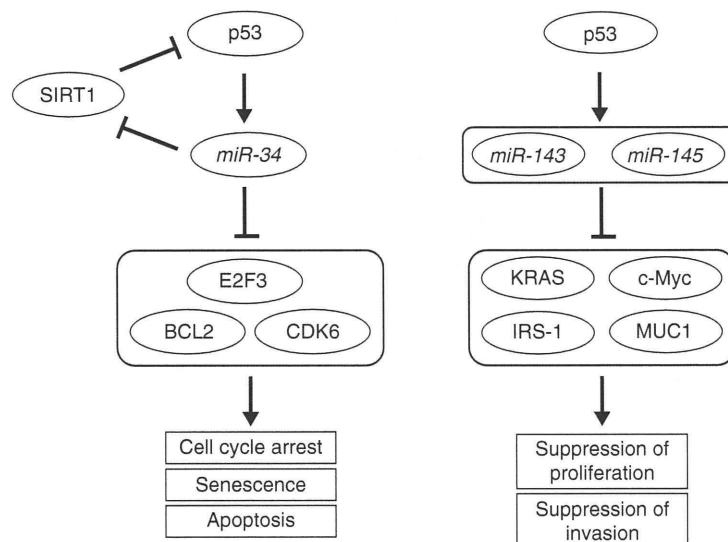 p53
SIRT1
miR-34
E2F3
BCL2
CDK6
Cell cycle arrest
Senescence
Apoptosis
p53
miR-143
miR-145
KRAS
c-Myc
IRS-1
MUC1
Suppression of
proliferation
Suppression of
invasion